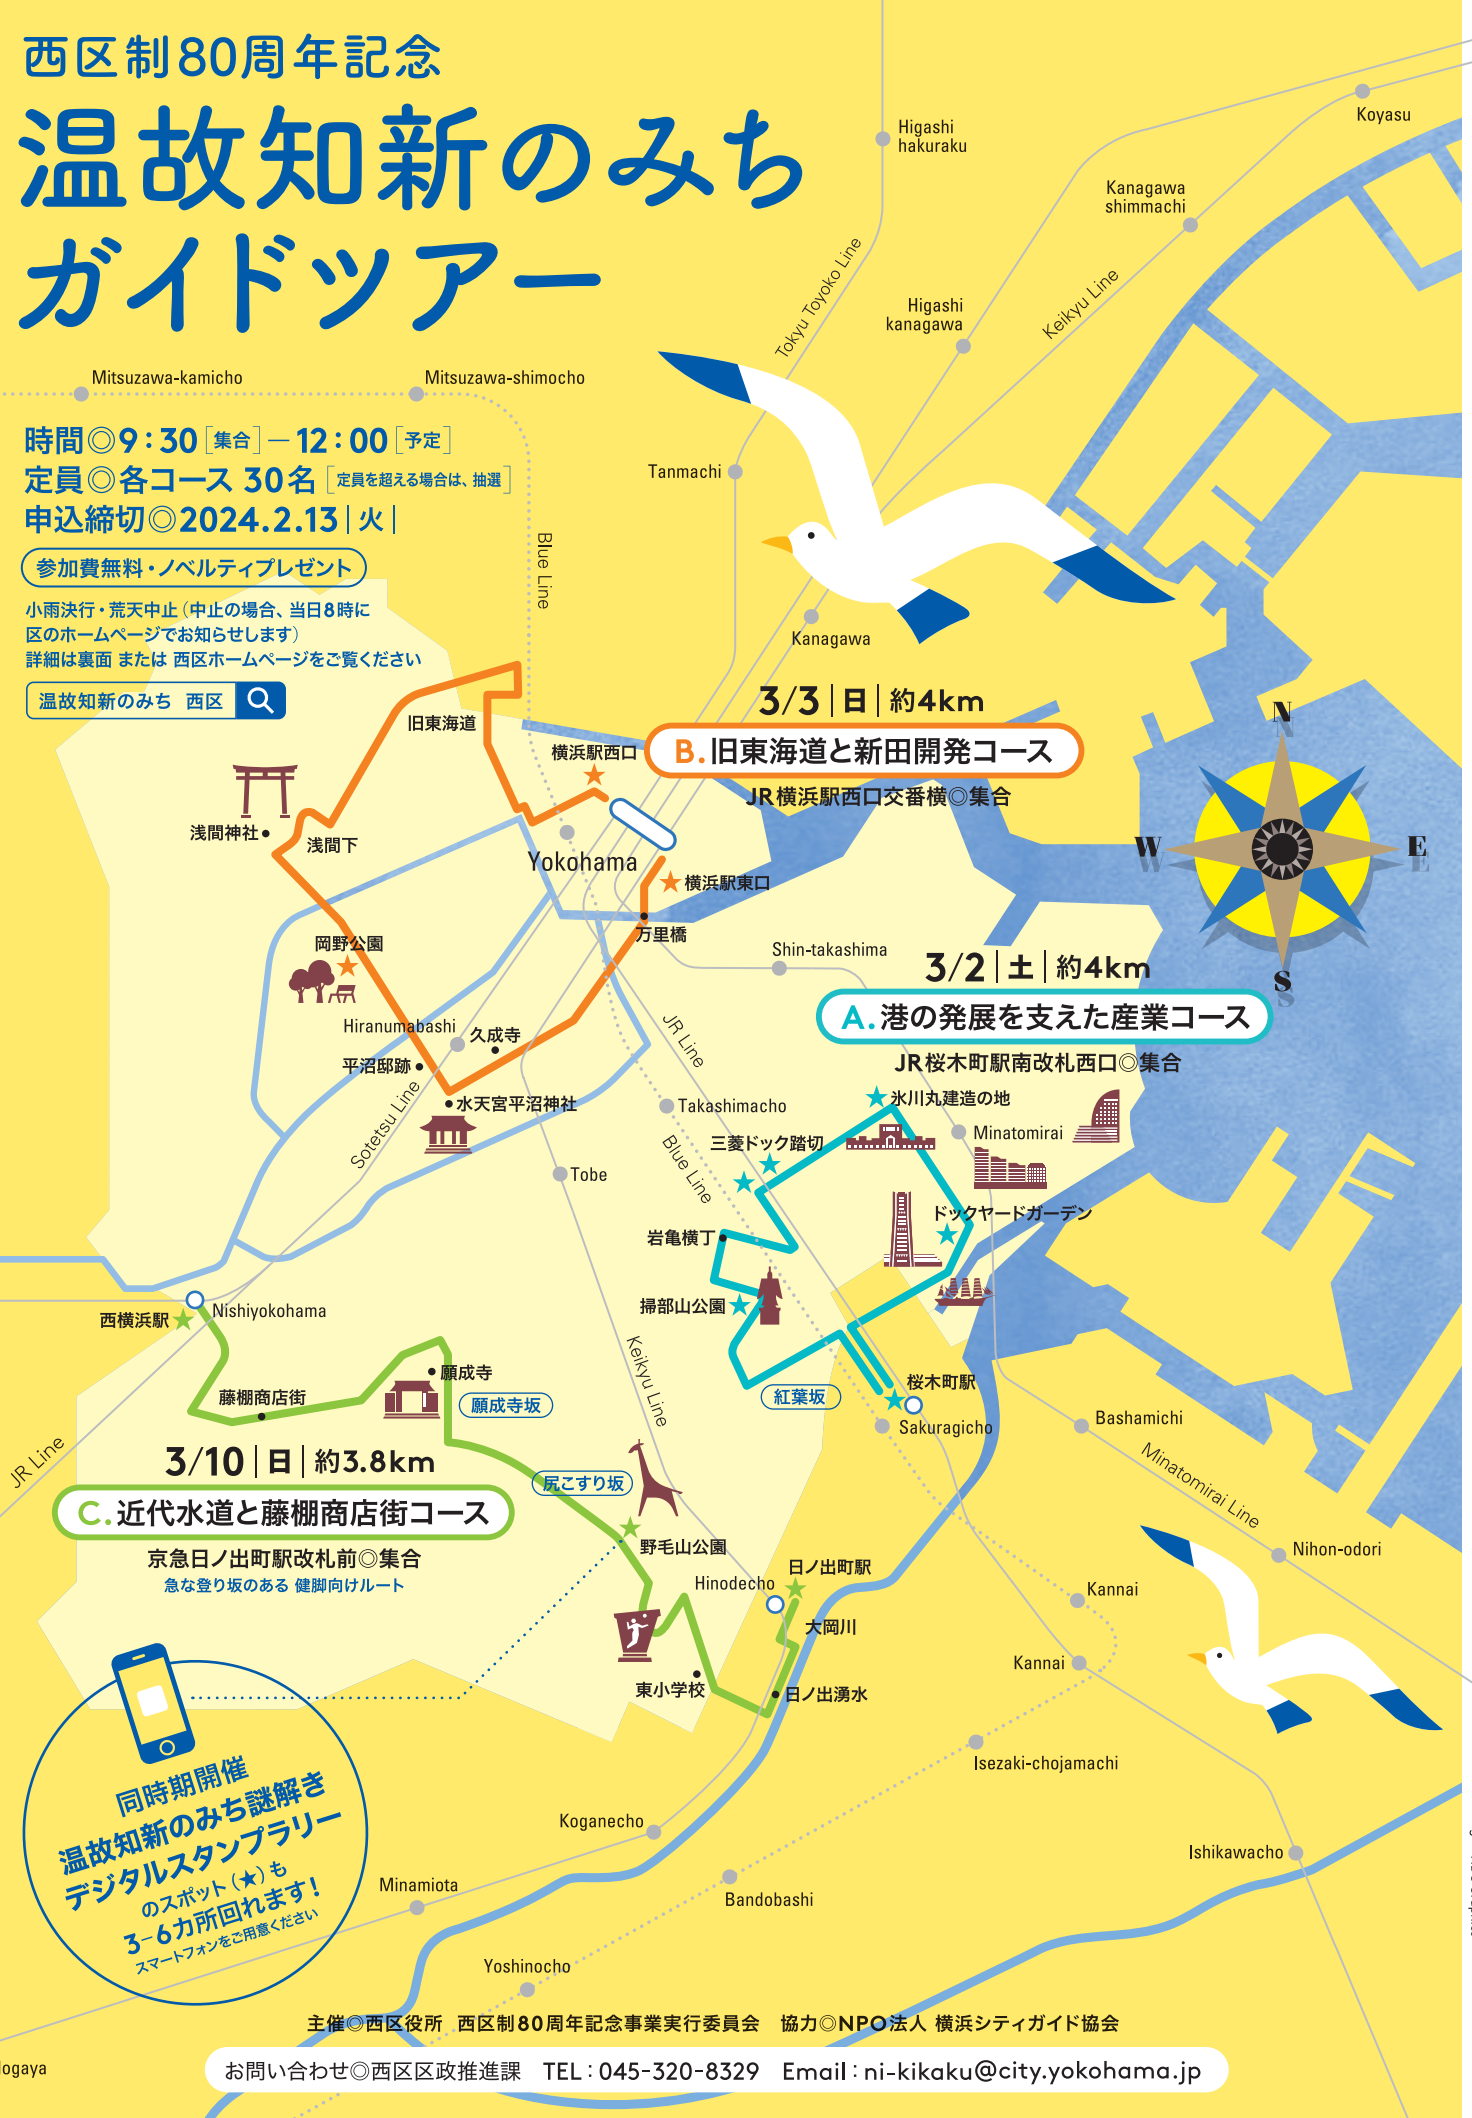 西区制80周年記念
温故知新のみち
ガイドツアー
Higashi
hakuraku
Koyasu
Kanagawa
shimmachi
Tokyu Toyoko Line
Higashi
kanagawa
Keikyu Line
Mitsuzawa-kamicho
Mitsuzawa-shimocho
時間◎9:30[集合]—12:00[予定]
定員◎各コース 30名[定員を超える場合は、抽選]
申込締切◎2024.2.13|火|
参加費無料・ノベルティプレゼント
小雨決行・荒天中止(中止の場合、当日8時に
区のホームページでお知らせします)
詳細は裏面 または 西区ホームページをご覧ください
温故知新のみち 西区
Tanmachi
Blue Line
Kanagawa
3/3|日|約4km
B.旧東海道と新田開発コース
JR横浜駅西口交番横◎集合
旧東海道
横浜駅西口
浅間神社
浅間下
Yokohama
横浜駅東口
万里橋
N
W
E
S
岡野公園
Shin-takashima
3/2|土|約4km
A.港の発展を支えた産業コース
JR桜木町駅南改札西口◎集合
Hiranumabashi
久成寺
平沼邸跡
水天宮平沼神社
Sotetsu Line
JR Line
Takashimacho
氷川丸建造の地
Minatomirai
三菱ドック踏切
Blue Line
Tobe
ドックヤードガーデン
岩亀横丁
掃部山公園
西横浜駅
Nishiyokohama
Keikyu Line
願成寺
願成寺坂
藤棚商店街
紅葉坂
桜木町駅
Sakuragicho
Bashamichi
Minatomirai Line
JR Line
3/10|日|約3.8km
C.近代水道と藤棚商店街コース
京急日ノ出町駅改札前◎集合
急な登り坂のある 健脚向けルート
尻こすり坂
野毛山公園
日ノ出町駅
Hinodecho
大岡川
Nihon-odori
Kannai
Kannai
東小学校
日ノ出湧水
Isezaki-chojamachi
同時期開催
温故知新のみち謎解き
デジタルスタンプラリー
のスポット(★)も
3–6カ所回れます!
スマートフォンをご用意ください
Koganecho
Ishikawacho
Minamiota
Bandobashi
Yoshinocho
主催◎西区役所 西区制80周年記念事業実行委員会 協力◎NPO法人 横浜シティガイド協会
お問い合わせ◎西区区政推進課 TEL:045-320-8329 Email:ni-kikaku@city.yokohama.jp